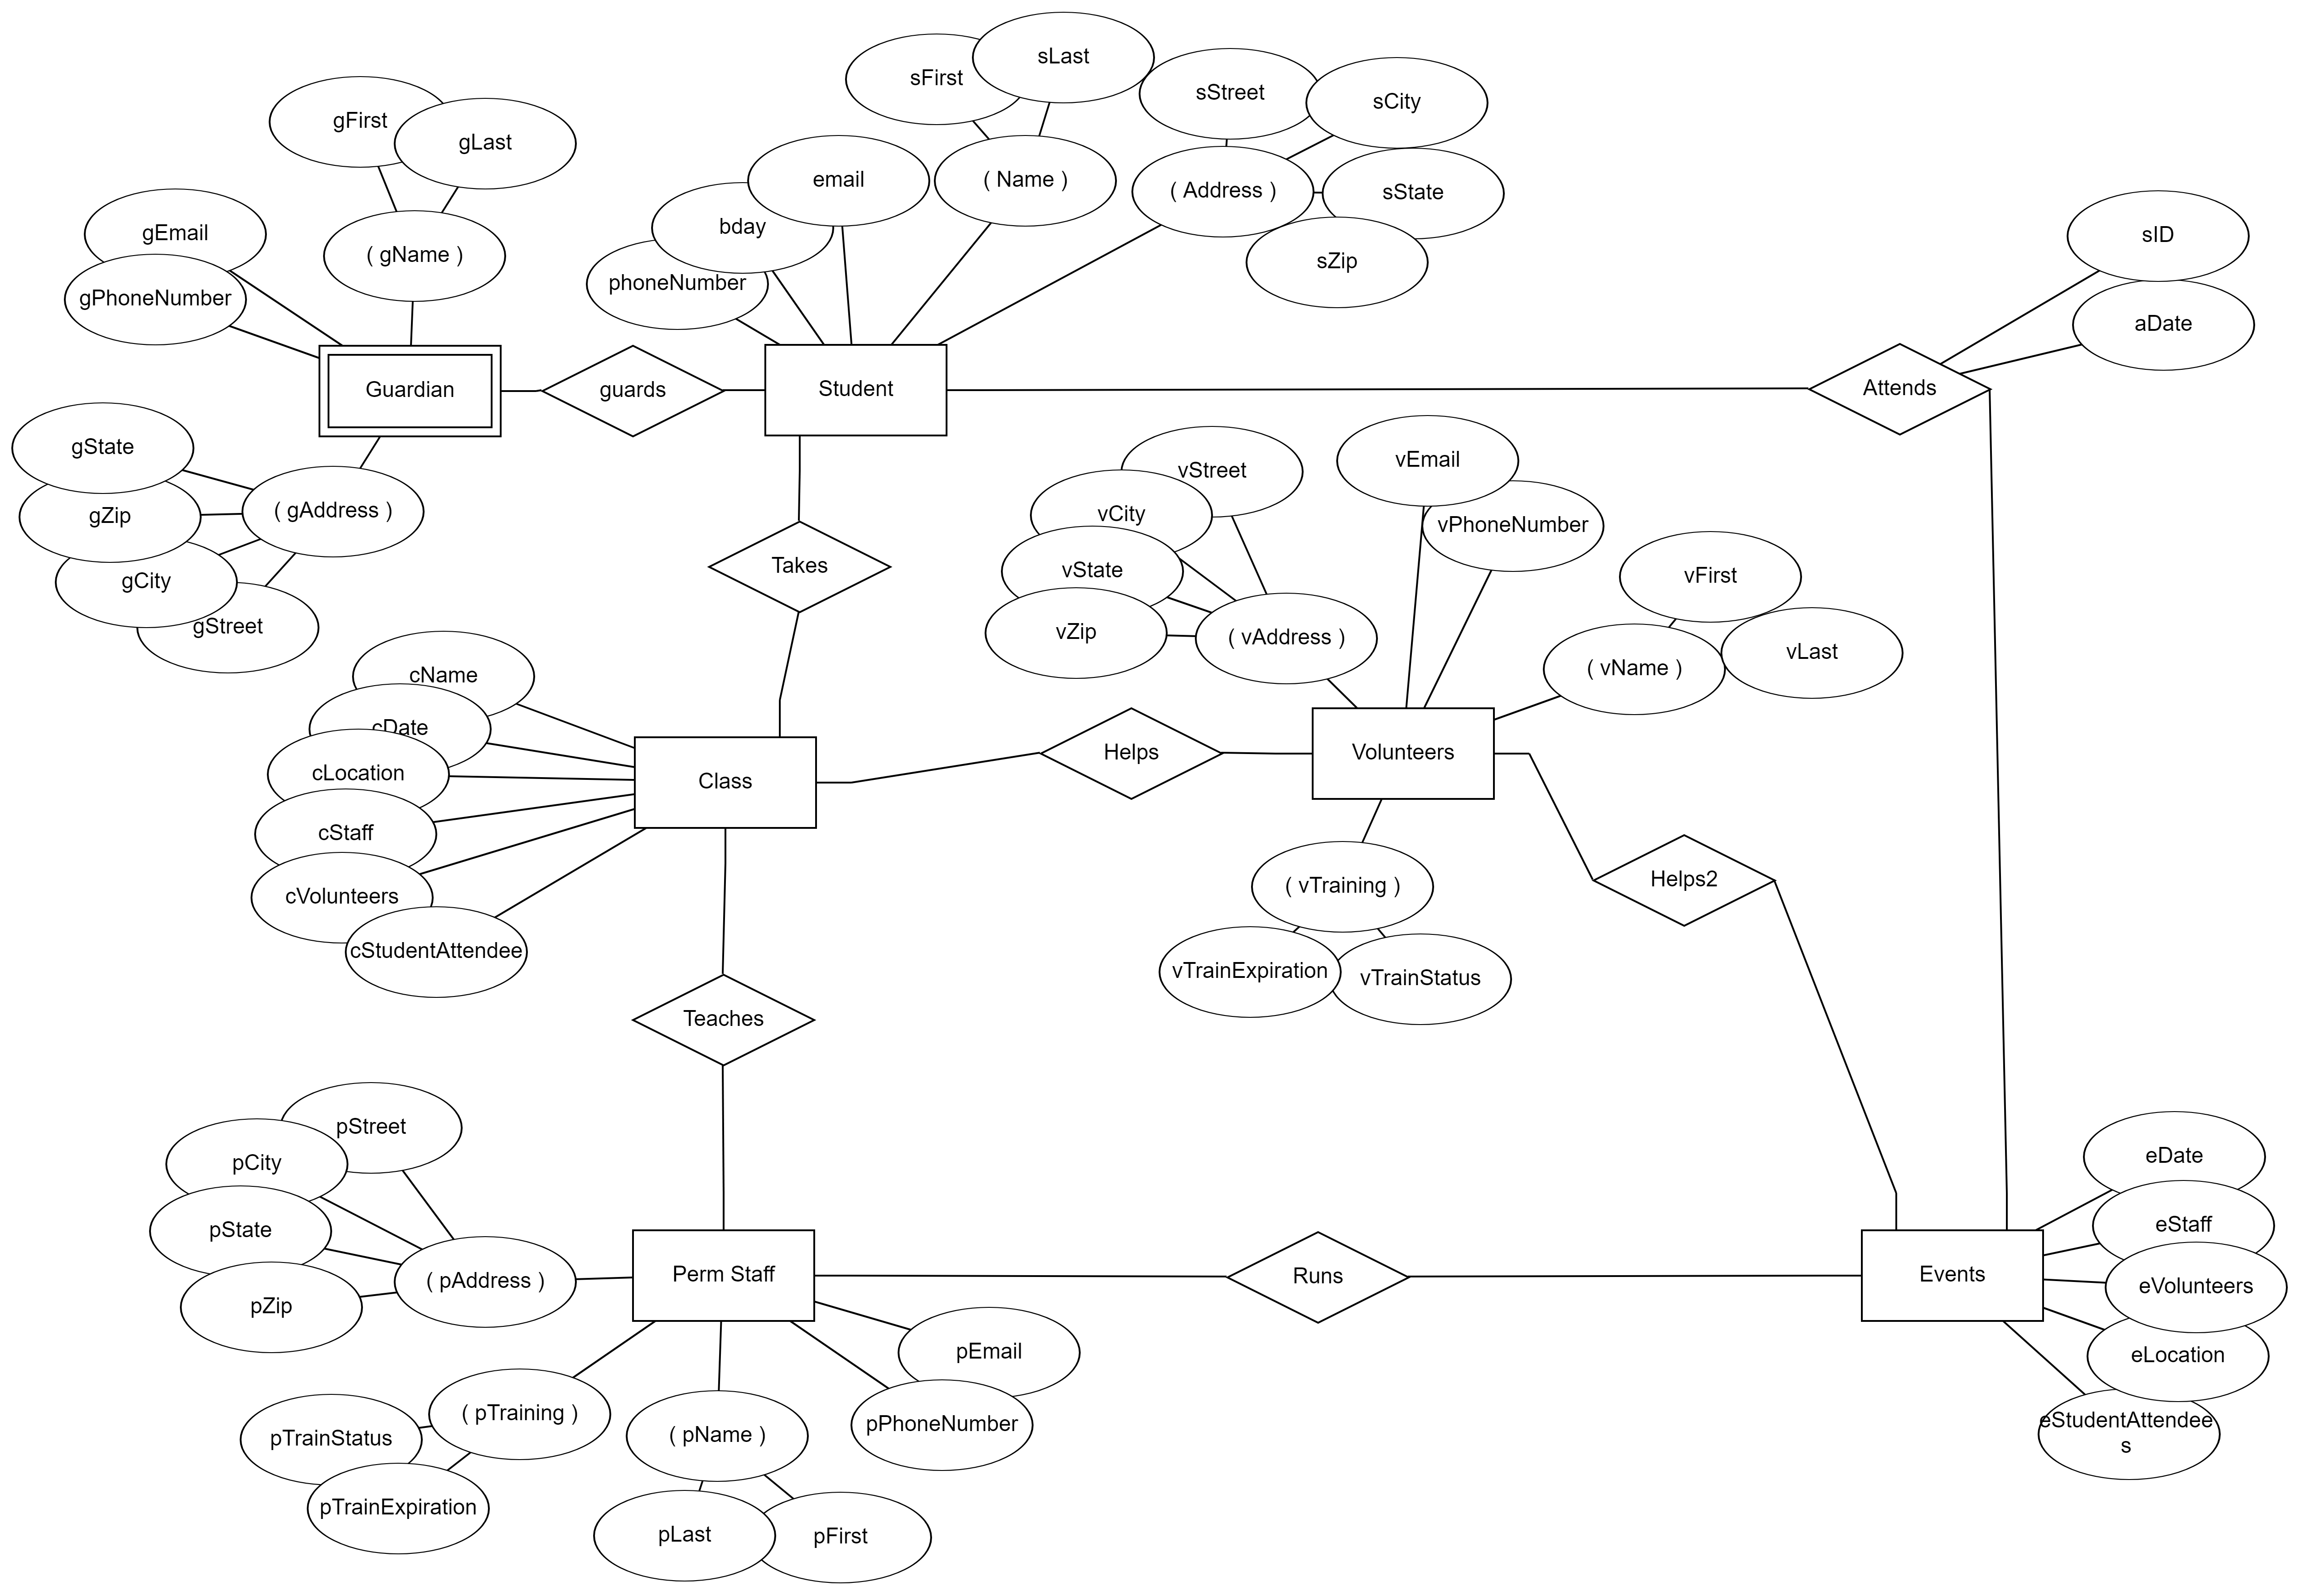 sFirst
sLast
sStreet
sCity
gFirst
gLast
email
( Name )
( Address )
sState
bday
gEmail
( gName )
sID
sZip
phoneNumber
gPhoneNumber
aDate
Guardian
guards
Student
Attends
gState
( gAddress )
gZip
gCity
gStreet
vStreet
vEmail
vCity
vPhoneNumber
Takes
vState
vFirst
vZip
( vAddress )
( vName )
vLast
cName
cDate
cLocation
cStaff
cVolunteers
cStudentAttendee
Class
Helps
Volunteers
( vTraining )
Helps2
vTrainExpiration
vTrainStatus
Teaches
pStreet
pCity
pState
pZip
( pAddress )
Perm Staff
Runs
Events
eDate
eStaff
eVolunteers
eLocation
eStudentAttendee
s
pEmail
pPhoneNumber
( pTraining )
( pName )
pTrainStatus
pTrainExpiration
pLast
pFirst